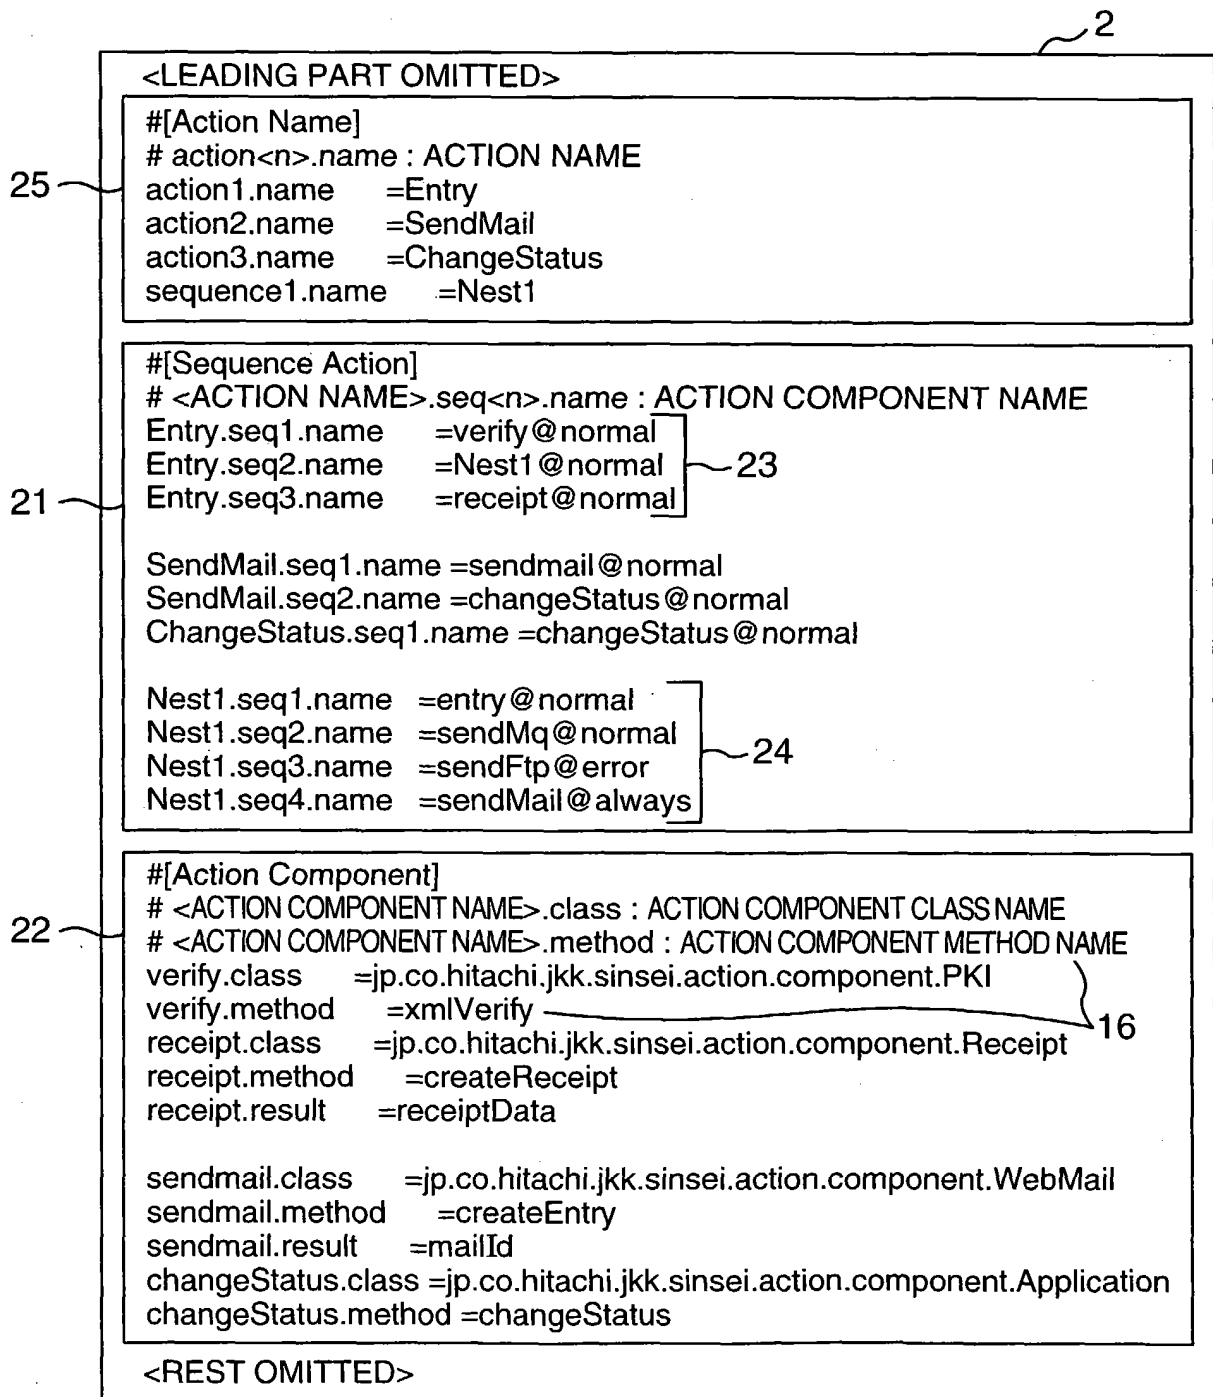 2
<LEADING PART OMITTED>
#[Action Name]
# action<n>.name : ACTION NAME
25
action1.name =Entry
action2.name =SendMail
action3.name =ChangeStatus
sequence1.name =Nest1
#[Sequence Action]
# <ACTION NAME>.seq<n>.name : ACTION COMPONENT NAME
Entry.seq1.name =verify@normal
Entry.seq2.name =Nest1@normal
23
21
Entry.seq3.name =receipt@normal
SendMail.seq1.name =sendmail@normal
SendMail.seq2.name =changeStatus@normal
ChangeStatus.seq1.name =changeStatus@normal
Nest1.seq1.name =entry@normal
Nest1.seq2.name =sendMq@normal
24
Nest1.seq3.name =sendFtp@error
Nest1.seq4.name =sendMail@always
#[Action Component]
# <ACTION COMPONENT NAME>.class : ACTION COMPONENT CLASS NAME
22
# <ACTION COMPONENT NAME>.method : ACTION COMPONENT METHOD NAME
verify.class =jp.co.hitachi.jkk.sinsei.action.component.PKI
verify.method =xmlVerify
16
receipt.class =jp.co.hitachi.jkk.sinsei.action.component.Receipt
receipt.method =createReceipt
receipt.result =receiptData
sendmail.class =jp.co.hitachi.jkk.sinsei.action.component.WebMail
sendmail.method =createEntry
sendmail.result =mailId
changeStatus.class =jp.co.hitachi.jkk.sinsei.action.component.Application
changeStatus.method =changeStatus
<REST OMITTED>